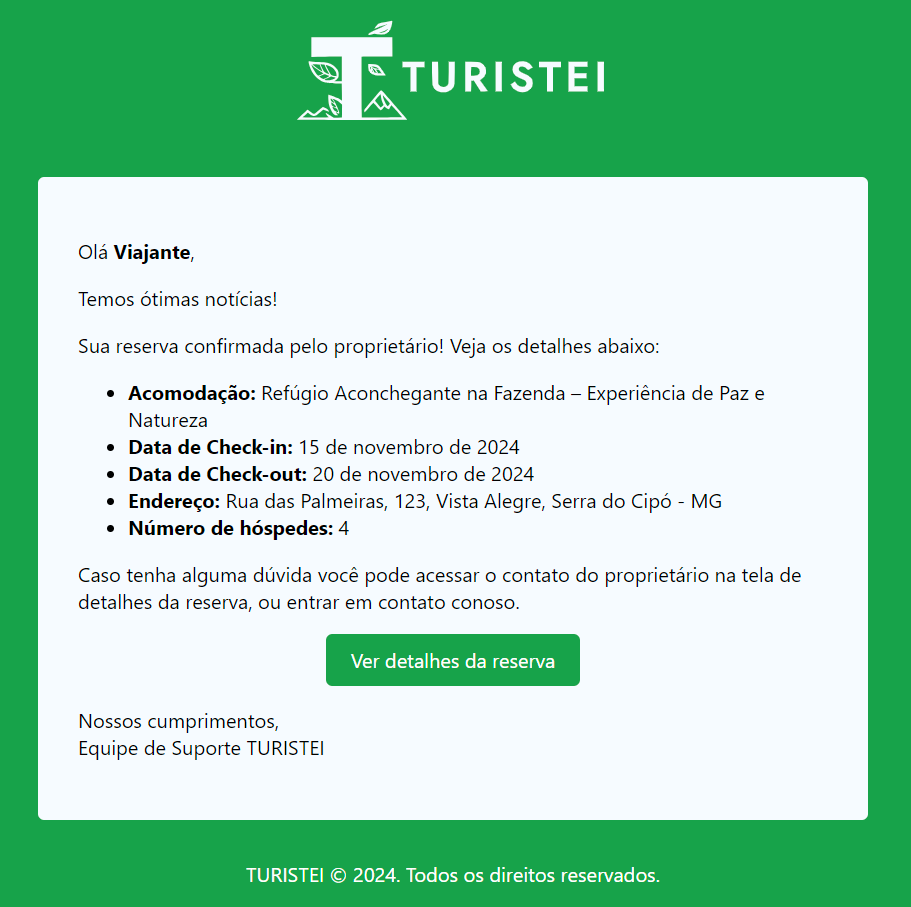 T TURISTEI
Olá Viajante,
Temos ótimas notícias!
Sua reserva confirmada pelo proprietário! Veja os detalhes abaixo:
• Acomodação: Refúgio Aconchegante na Fazenda – Experiência de Paz e
Natureza
• Data de Check-in: 15 de novembro de 2024
• Data de Check-out: 20 de novembro de 2024
• Endereço: Rua das Palmeiras, 123, Vista Alegre, Serra do Cipó - MG
• Número de hóspedes: 4
Caso tenha alguma dúvida você pode acessar o contato do proprietário na tela de
detalhes da reserva, ou entrar em contato conoso.
Ver detalhes da reserva
Nossos cumprimentos,
Equipe de Suporte TURISTEI
TURISTEI © 2024. Todos os direitos reservados.